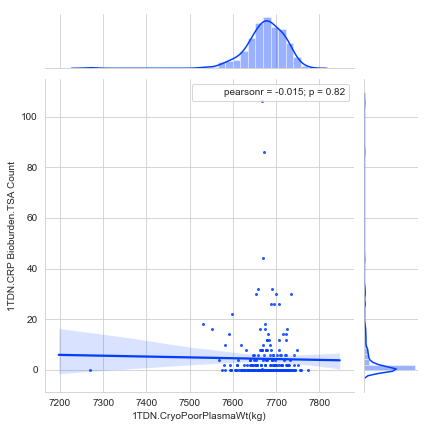 pearsonr = -0.015; p = 0.82
1TDN.CRP Bioburden.TSA Count
100
80
60
40
20
0
7200 7300 7400 7500 7600 7700 7800
1TDN.CryoPoorPlasmaWt(kg)